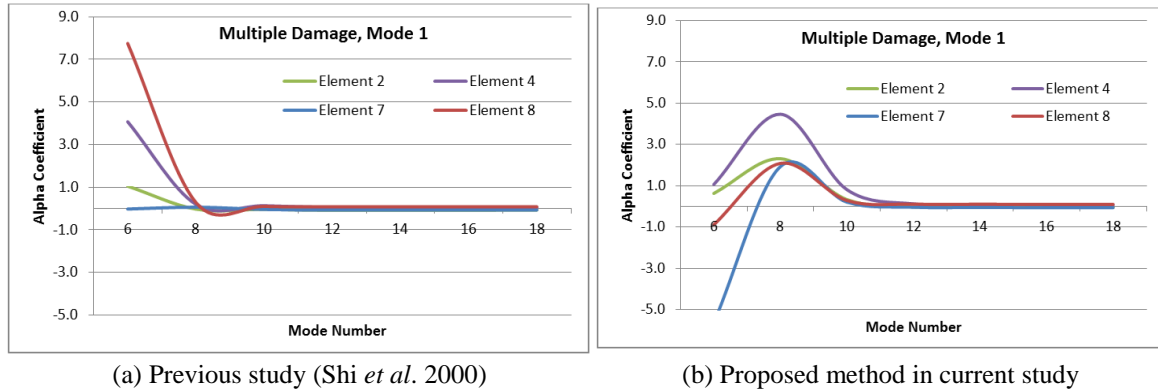 Multiple Damage, Mode 1
9.0
7.0
5.0
3.0
1.0
-1.0
-3.0
-5.0
Alpha Coefficient
Element 2
Element 4
Element 7
Element 8
6
8
10
12
14
16
18
Mode Number
(a) Previous study (Shi et al. 2000)
Multiple Damage, Mode 1
9.0
7.0
5.0
3.0
1.0
-1.0
-3.0
-5.0
Alpha Coefficient
Element 2
Element 4
Element 7
Element 8
6
8
10
12
14
16
18
Mode Number
(b) Proposed method in current study